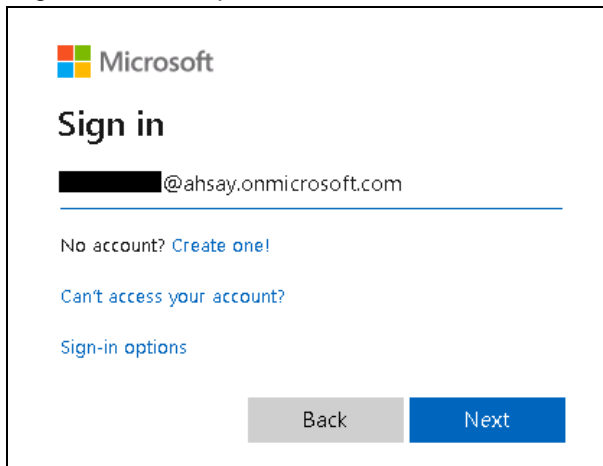 Microsoft
Sign in
@ahsay.onmicrosoft.com
No account? Create one!
Can't access your account?
Sign-in options
Back Next